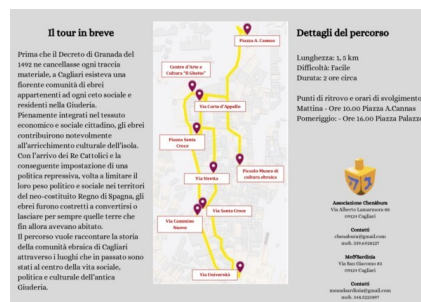 Il tour in breve
Prima che il Decreto di Granada del
1492 ne cancellasse ogni traccia
materiale, a Cagliari esisteva una
fiorente comunità di ebrei
appartenenti ad ogni ceto sociale e
residenti nella Giuderia.
Pienamente integrati nel tessuto
economico e sociale cittadino, gli ebrei
contribuirono notevolmente
all'arricchimento culturale dell'isola.
Con l'arrivo dei Re Cattolici e la
conseguente impostazione di una
politica repressiva, volta a limitare il
loro peso politico e sociale nei territori
del neo-costituito Regno di Spagna, gli
ebrei furono costretti a convertirsi o
lasciare per sempre quelle terre che
fin allora avevano abitato.
Il percorso vuole raccontare la storia
della comunità ebraica di Cagliari
attraverso i luoghi che in passato sono
stati al centro della vita sociale,
politica e culturale dell'antica
Giuderia.
Piazza A. Cannas
Centro d'Arte e
Cultura "Il Ghetto"
Via Corte d'Appello
Piazza Santa
Croce
Piccolo Museo di
cultura ebraica
Via Stretta
Via Santa Croce
Via Cammino
Nuovo
Via Università
Dettagli del percorso
Lunghezza: 1, 5 km
Difficoltà: Facile
Durata: 2 ore circa
Punti di ritrovo e orari di svolgimento
Mattina - Ore 10.00 Piazza A.Cannas
Pomeriggio: - Ore 16.00 Piazza Palazzo
Associazione Chenàbura
Via Alberto Lamarmora
09124 Cagliari
Contatti
chenabura@gmail.com
Via San Giacomo
09124 Cagliari
Contatti